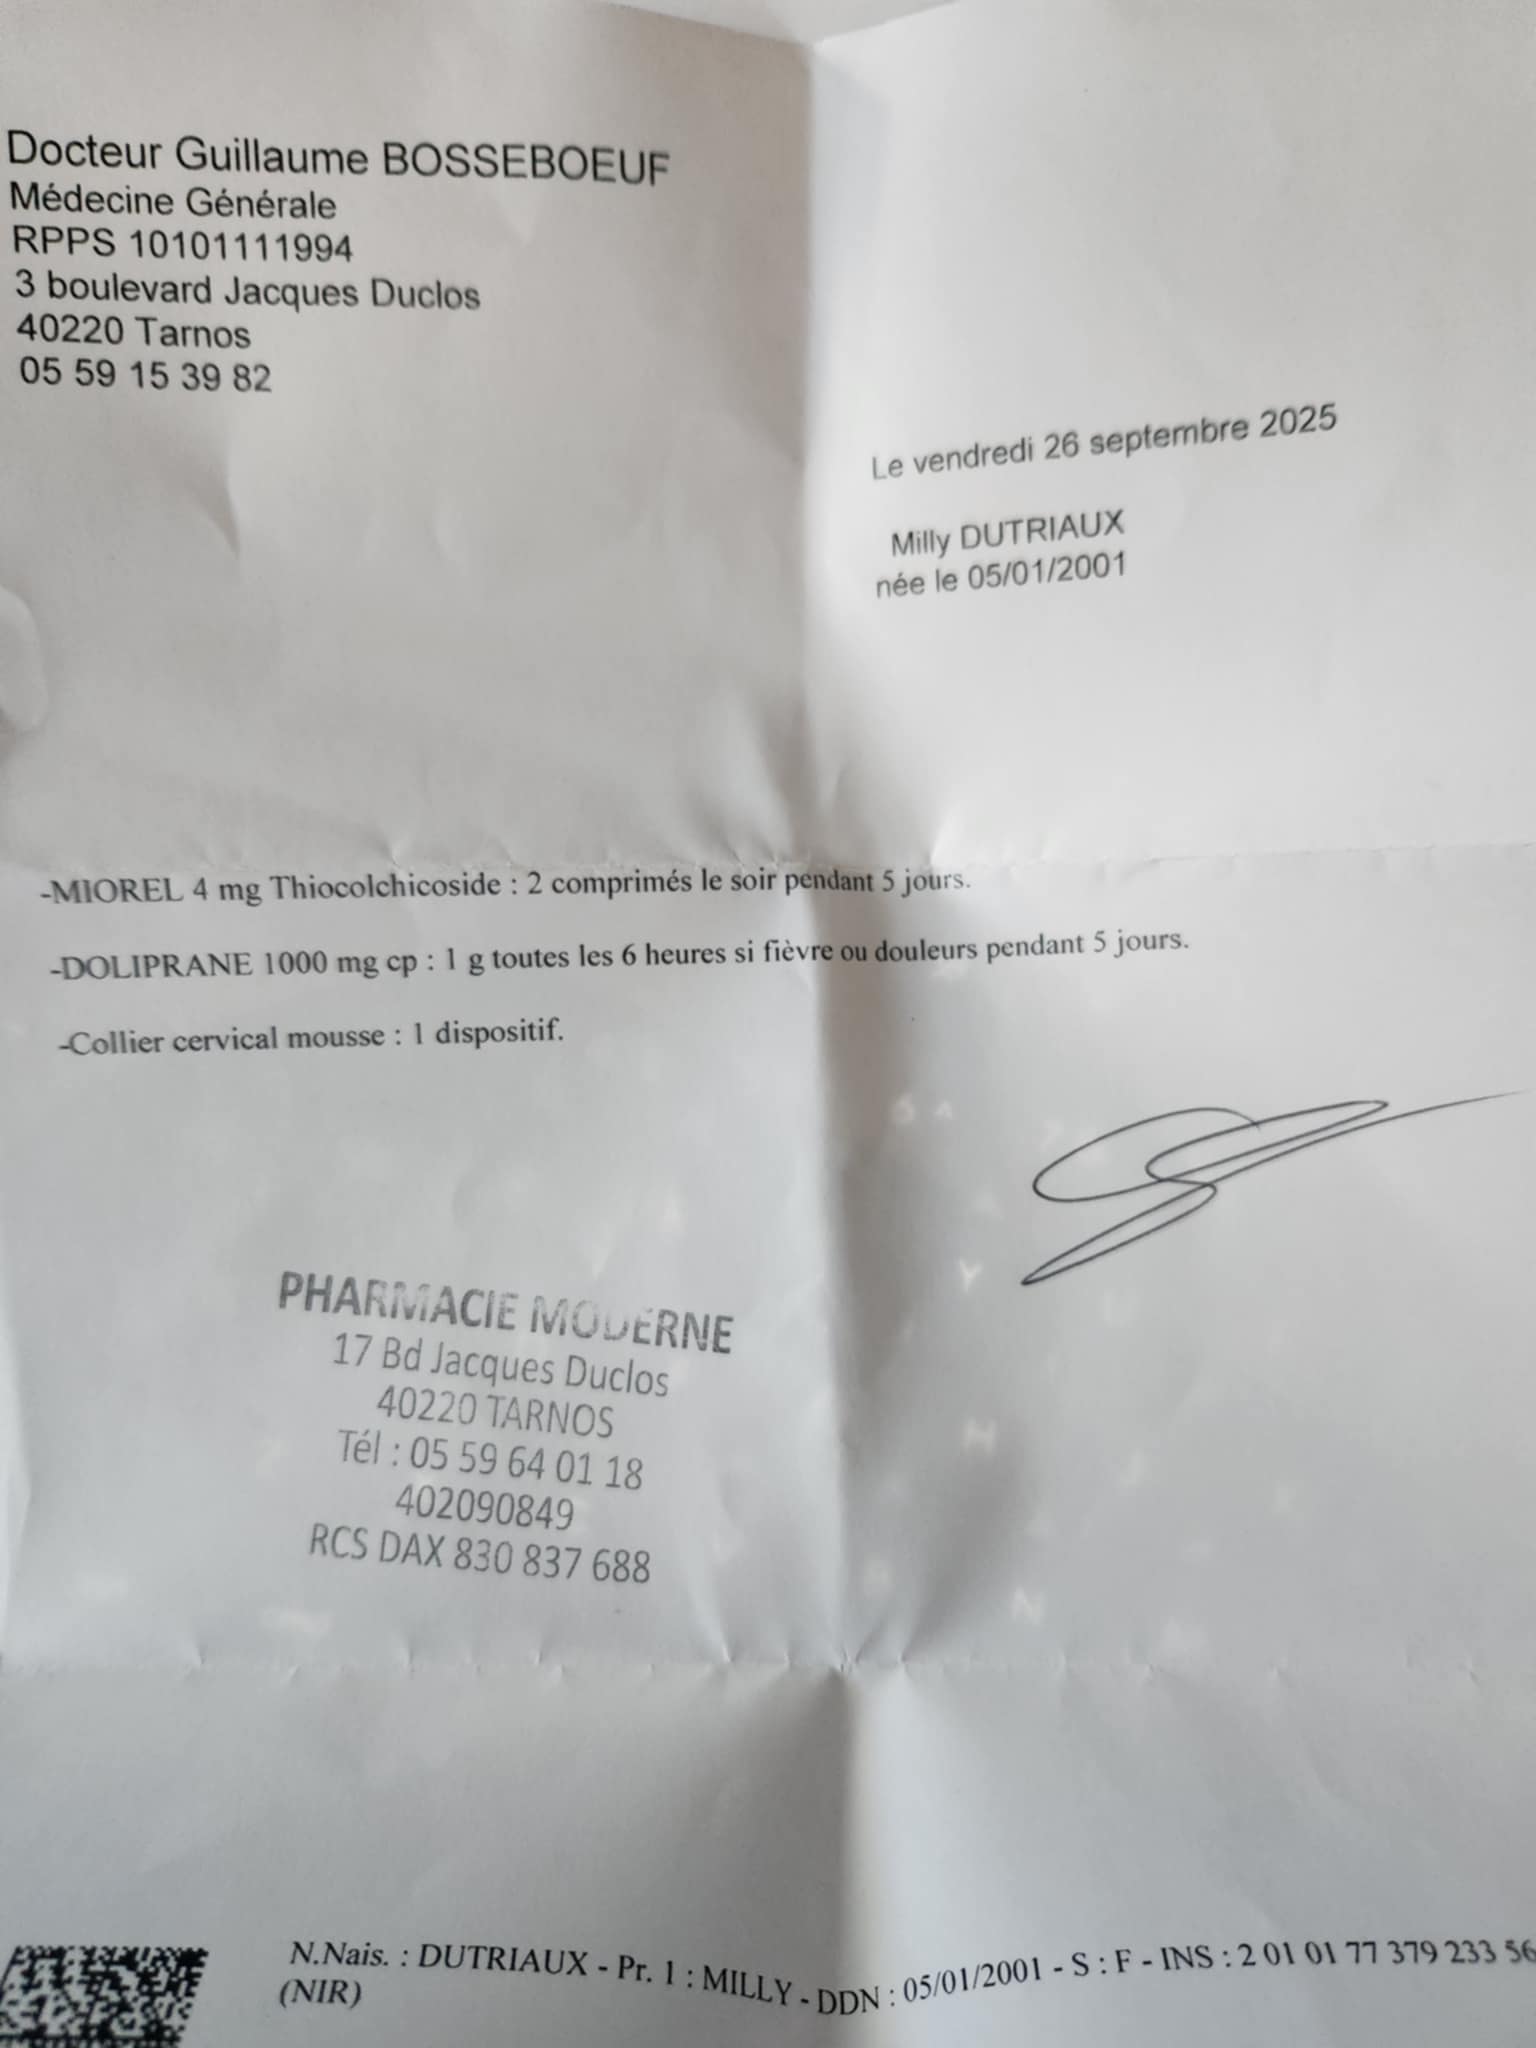 Docteur Guillaume BOSSEBOEUF
Médecine Générale
RPPS 10101111994
3 boulevard Jacques Duclos
40220 Tarnos
05 59 15 39 82
Le vendredi 26 septembre 2025
Milly DUTRIAUX
née le 05/01/2001
-MIOREL 4 mg Thiocolchicoside : 2 comprimés le soir pendant 5 jours.
-DOLIPRANE 1000 mg cp : 1 g toutes les 6 heures si fièvre ou douleurs pendant 5 jours.
-Collier cervical mousse : 1 dispositif.
PHARMACIE MODERNE
17 Bd Jacques Duclos
40220 TARNOS
Tél : 05 59 64 01 18
402090849
RCS DAX 830 837 688
N.Nais. : DUTRIAUX - Pr. 1 : MILLY - DDN : 05/01/2001 - S : F - INS : 2 01 01 77 379 233 56
(NIR)